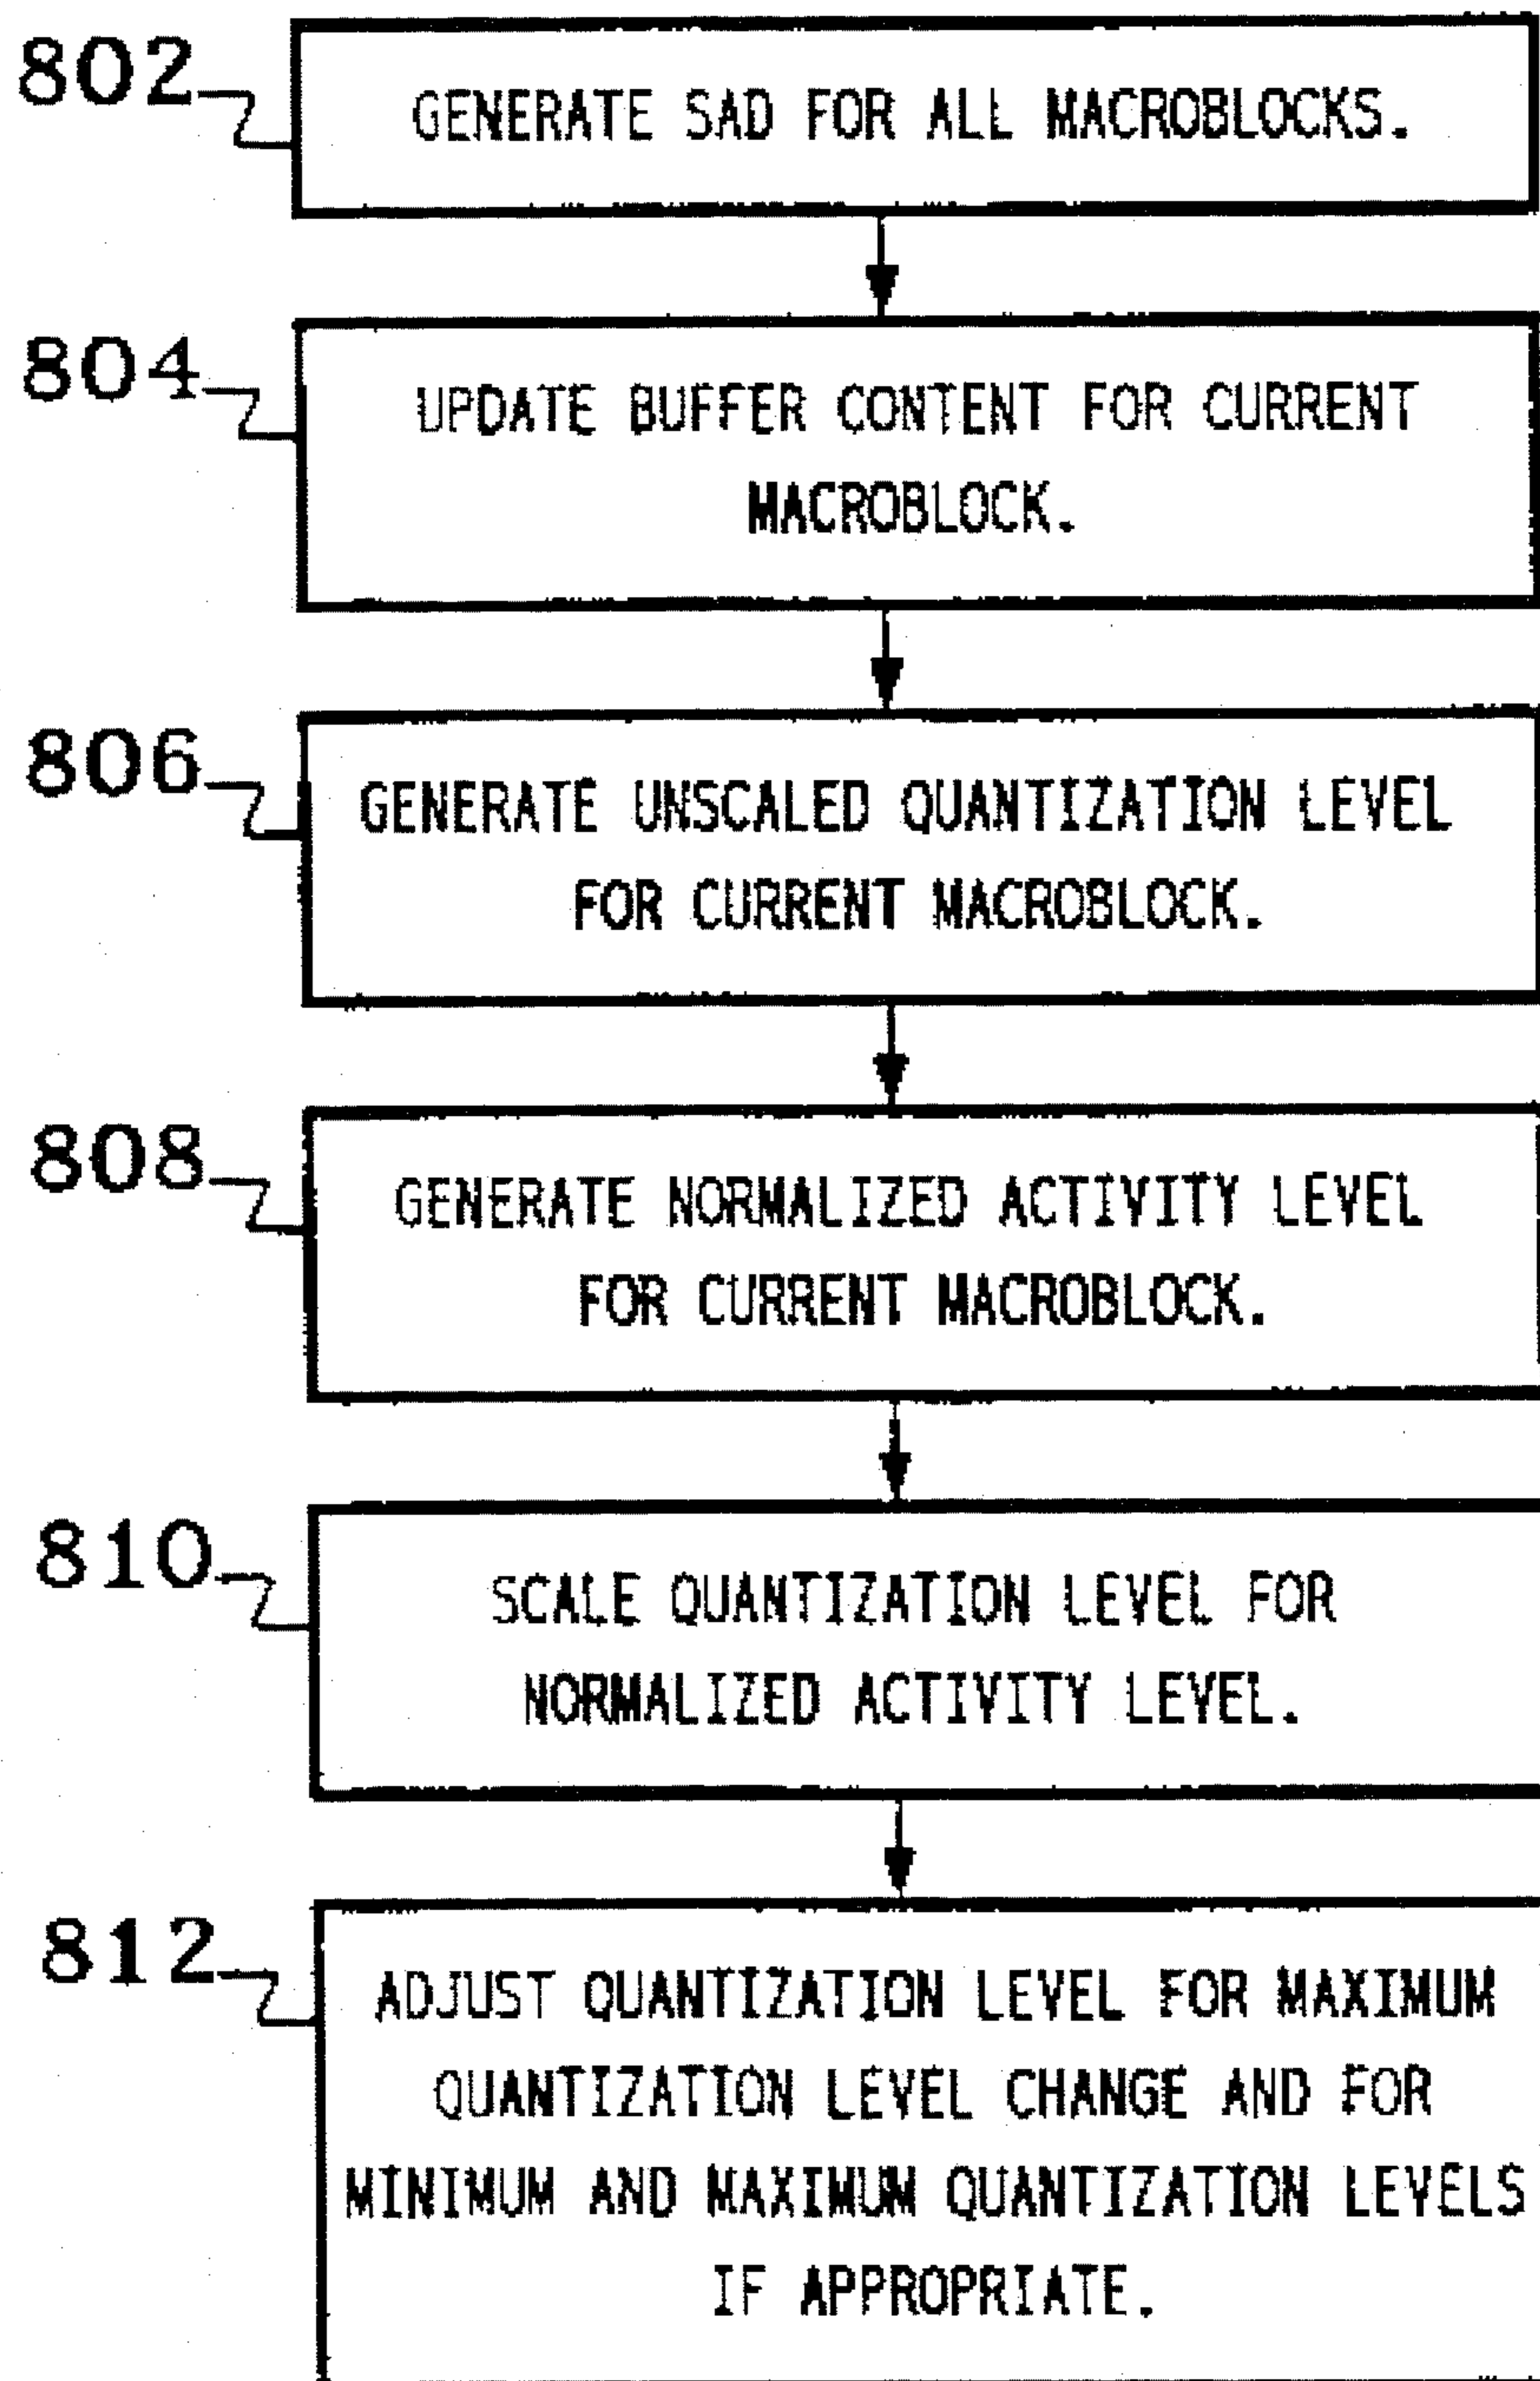 802
GENERATE SAD FOR ALL MACROBLOCKS.
804
UPDATE BUFFER CONTENT FOR CURRENT
MACROBLOCK.
806
GENERATE UNSCALED QUANTIZATION LEVEL
FOR CURRENT MACROBLOCK.
808
GENERATE NORMALIZED ACTIVITY LEVEL
FOR CURRENT MACROBLOCK.
810
SCALE QUANTIZATION LEVEL FOR
NORMALIZED ACTIVITY LEVEL.
812
ADJUST QUANTIZATION LEVEL FOR MAXIMUM
QUANTIZATION LEVEL CHANGE AND FOR
MINIMUM AND MAXIMUM QUANTIZATION LEVELS
IF APPROPRIATE.